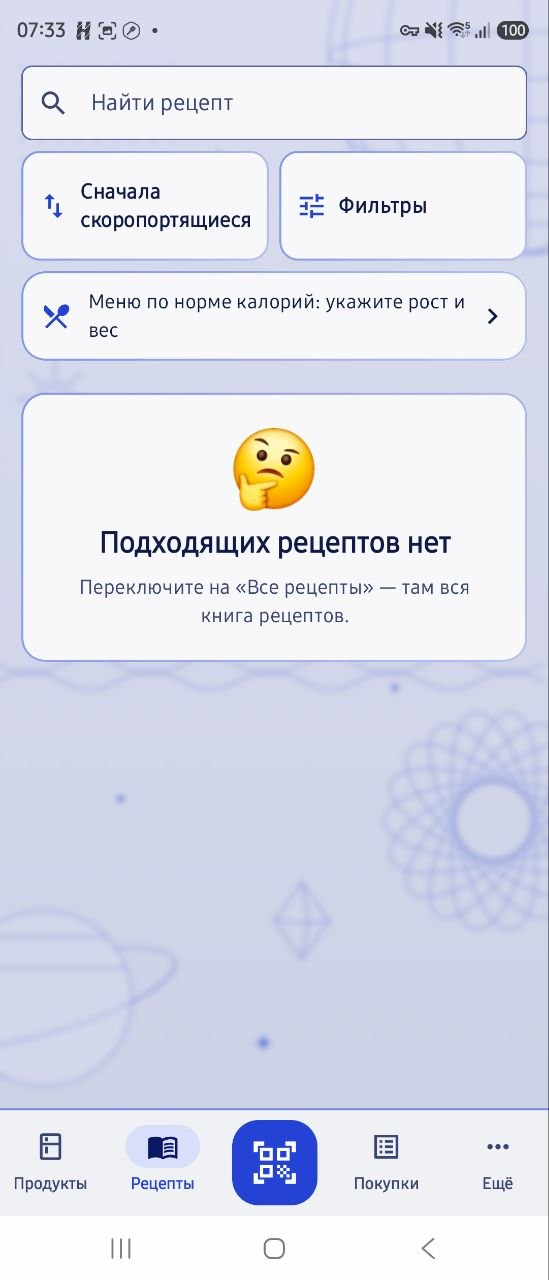 07:33
5
100
Найти рецепт
Сначала
скоропортящиеся
Фильтры
Меню по норме калорий: укажите рост и
вес
Подходящих рецептов нет
Переключите на «Все рецепты» — там вся
книга рецептов.
Продукты
Рецепты
Покупки
Ещё